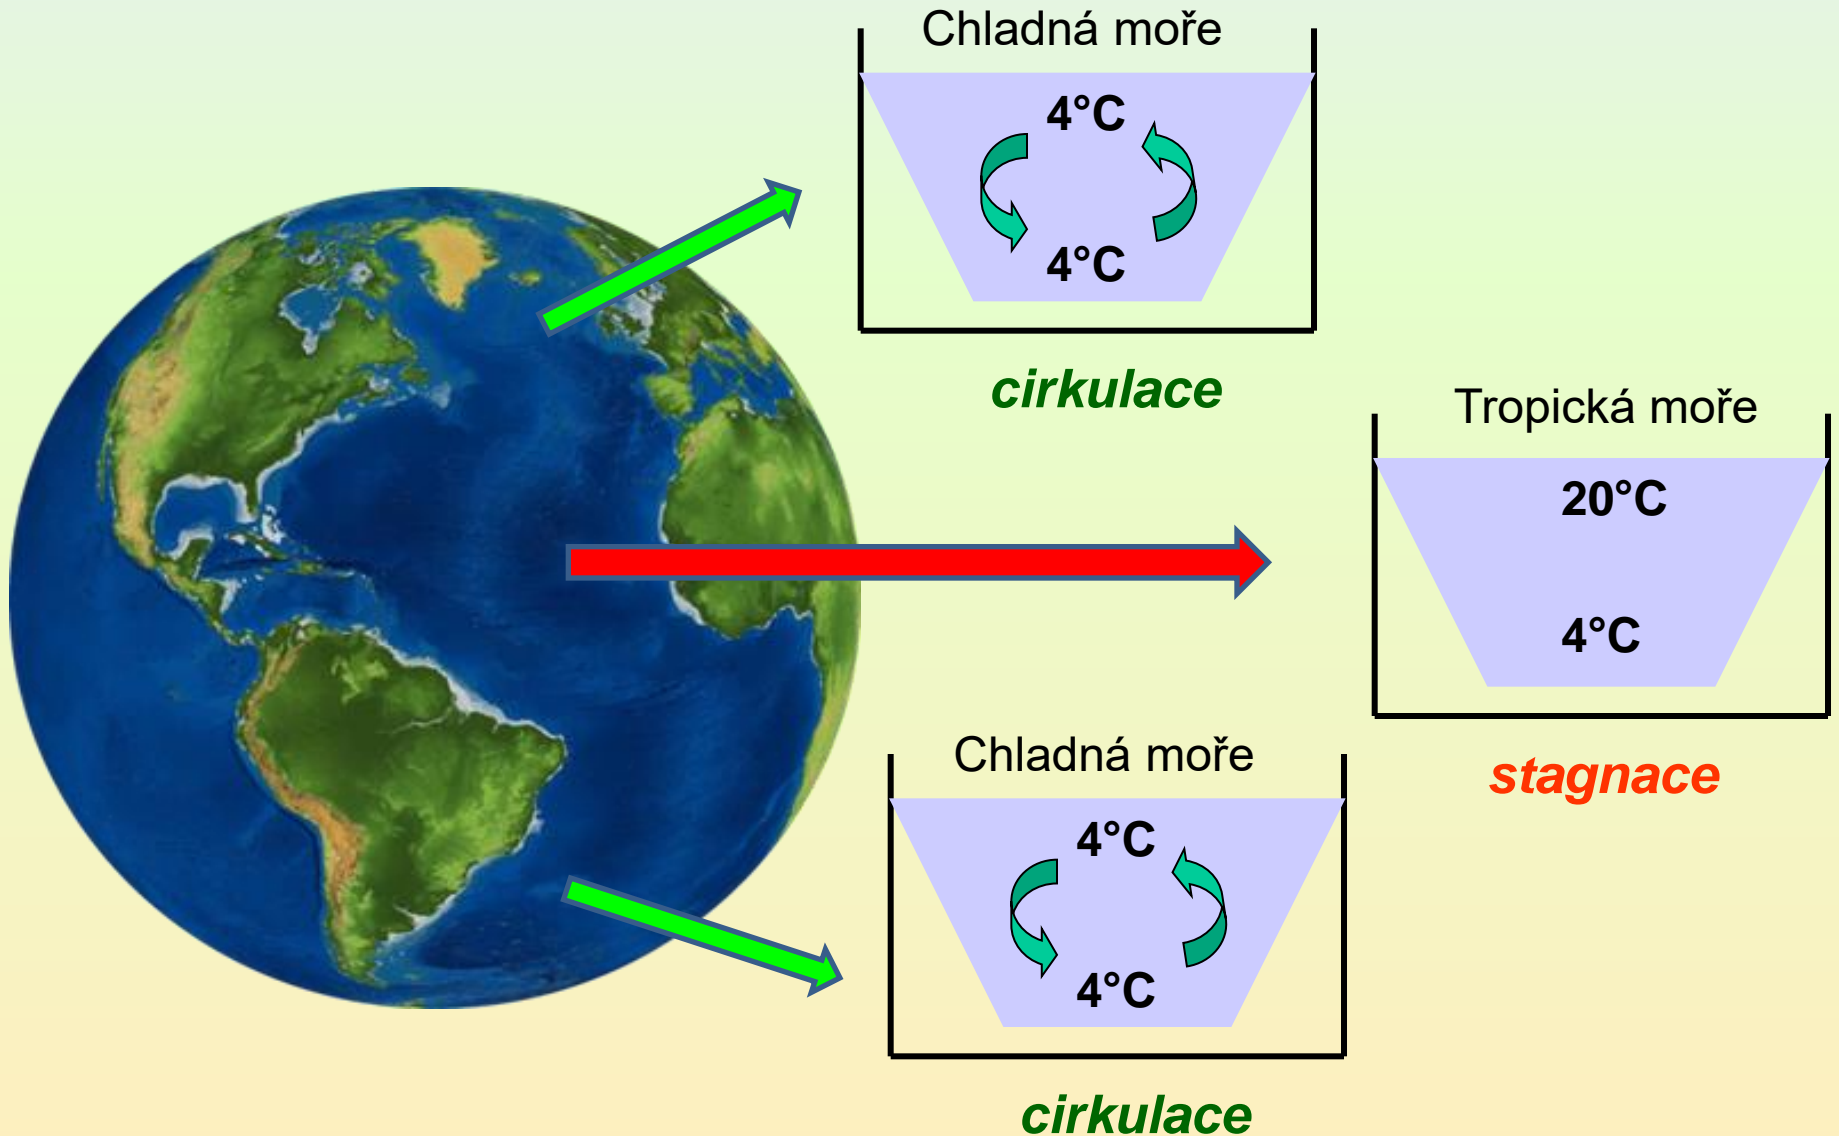 Chladná moře
4°C
4°C
cirkulace
Tropická moře
20°C
4°C
stagnace
Chladná moře
4°C
4°C
cirkulace